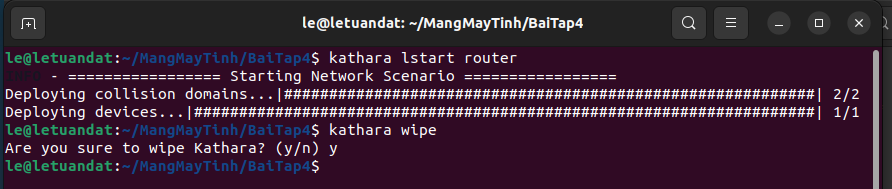 le@letuandat: ~/MangMayTinh/BaiTap4
le@letuandat:~/MangMayTinh/BaiTap4$ kathara lstart router
- ================= Starting Network Scenario =================
Deploying collision domains...|##########################################################| 2/2
Deploying devices...|####################################################################| 1/1
le@letuandat:~/MangMayTinh/BaiTap4$ kathara wipe
Are you sure to wipe Kathara? (y/n) y
le@letuandat:~/MangMayTinh/BaiTap4$